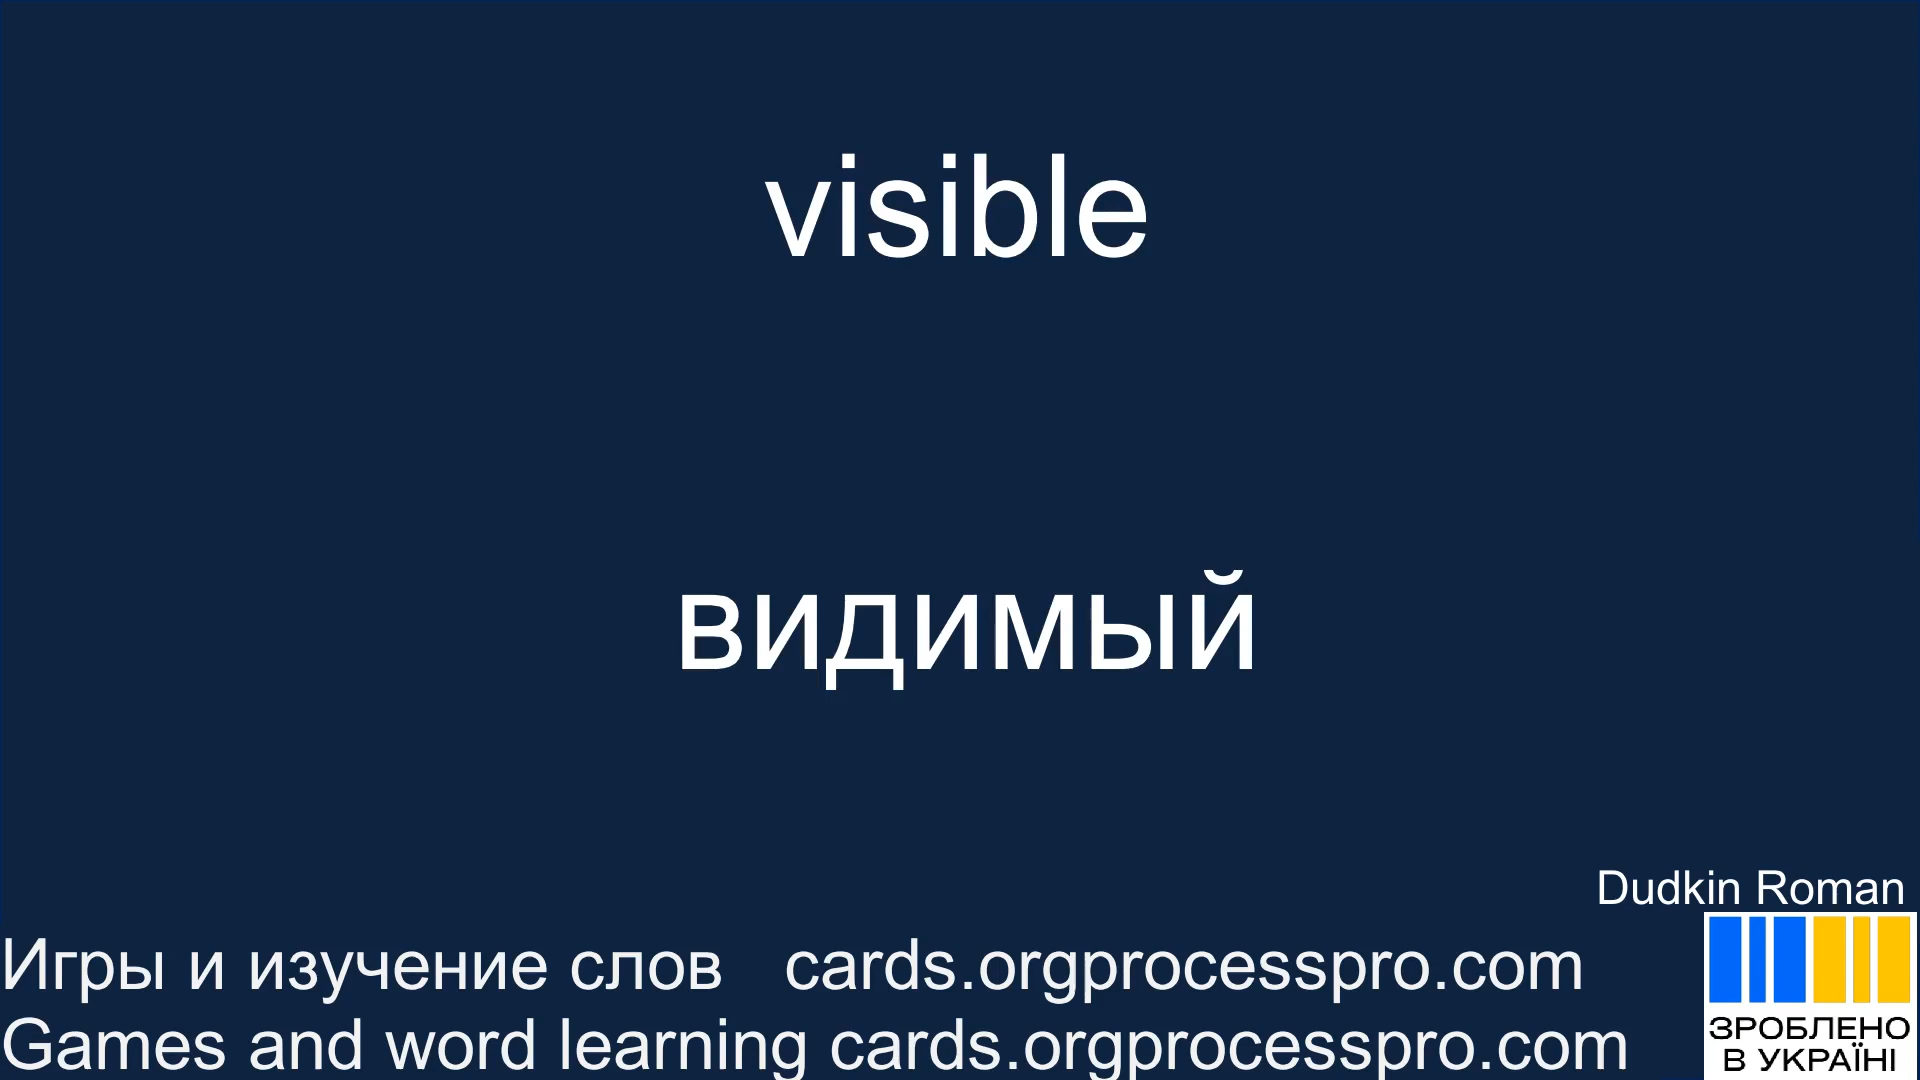 visible
видимый
Dudkin Roman
Игры и изучение слов cards.orgprocesspro.com
Games and word learning cards.orgprocesspro.com
ЗРОБЛЕНО
В УКРАЇНІ